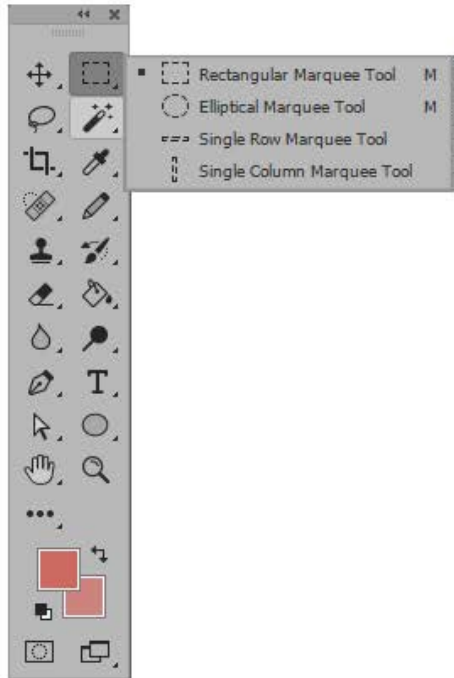 Rectangular Marquee Tool M
Elliptical Marquee Tool M
Single Row Marquee Tool
Single Column Marquee Tool
T